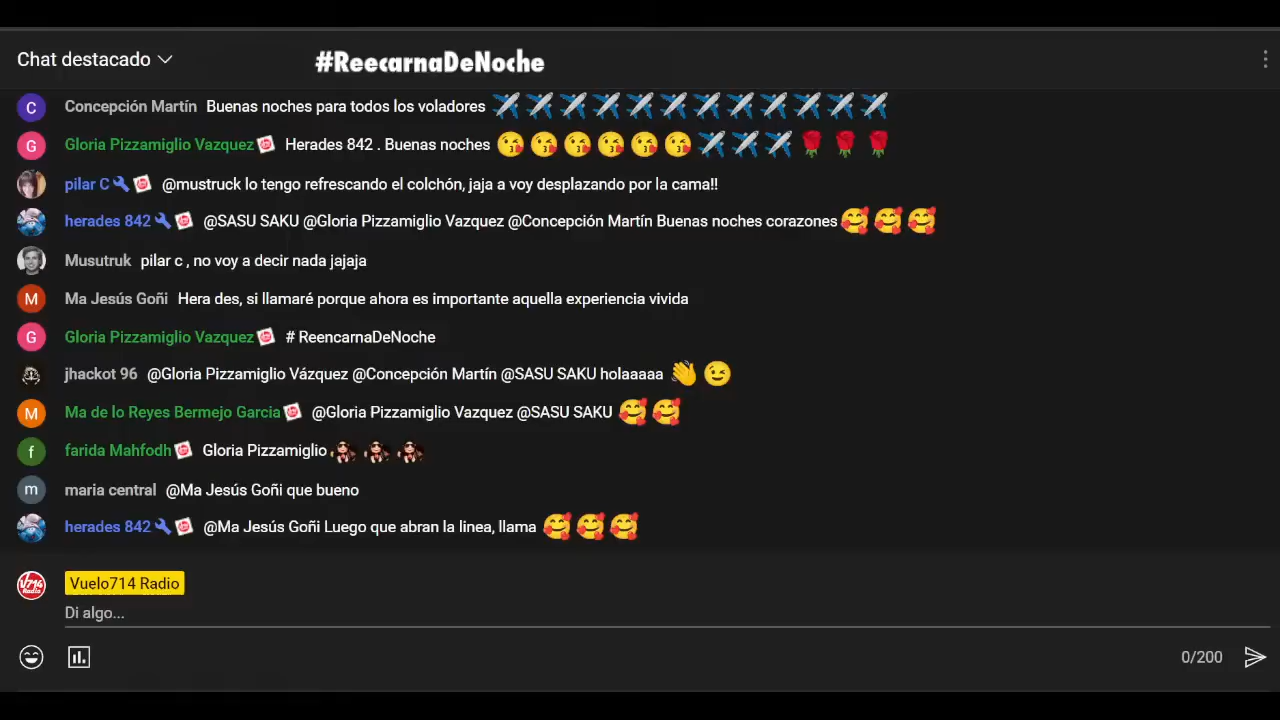 Chat destacado
#ReecarnaDeNoche
C Concepción Martín Buenas noches para todos los voladores ✈️✈️✈️✈️✈️✈️✈️✈️✈️✈️✈️✈️
G Gloria Pizzamiglio Vazquez Herades 842 . Buenas noches 😘😘😘😘😘😘✈️✈️✈️🌹🌹🌹
pilar C @mustruck lo tengo refrescando el colchón, jaja a voy desplazando por la cama!!
herades 842 @SASU SAKU @Gloria Pizzamiglio Vazquez @Concepción Martín Buenas noches corazones 🥰🥰🥰
Musutruk pilar c , no voy a decir nada jajaja
M Ma Jesús Goñi Hera des, si llamaré porque ahora es importante aquella experiencia vivida
G Gloria Pizzamiglio Vazquez # ReencarnaDeNoche
jhackot 96 @Gloria Pizzamiglio Vázquez @Concepción Martín @SASU SAKU holaaaaa 👋😉
M Ma de lo Reyes Bermejo Garcia @Gloria Pizzamiglio Vazquez @SASU SAKU 🥰🥰
f farida Mahfodh Gloria Pizzamiglio
m maria central @Ma Jesús Goñi que bueno
herades 842 @Ma Jesús Goñi Luego que abran la linea, llama 🥰🥰🥰
V714 Radio Vuelo714 Radio
Di algo...
0/200